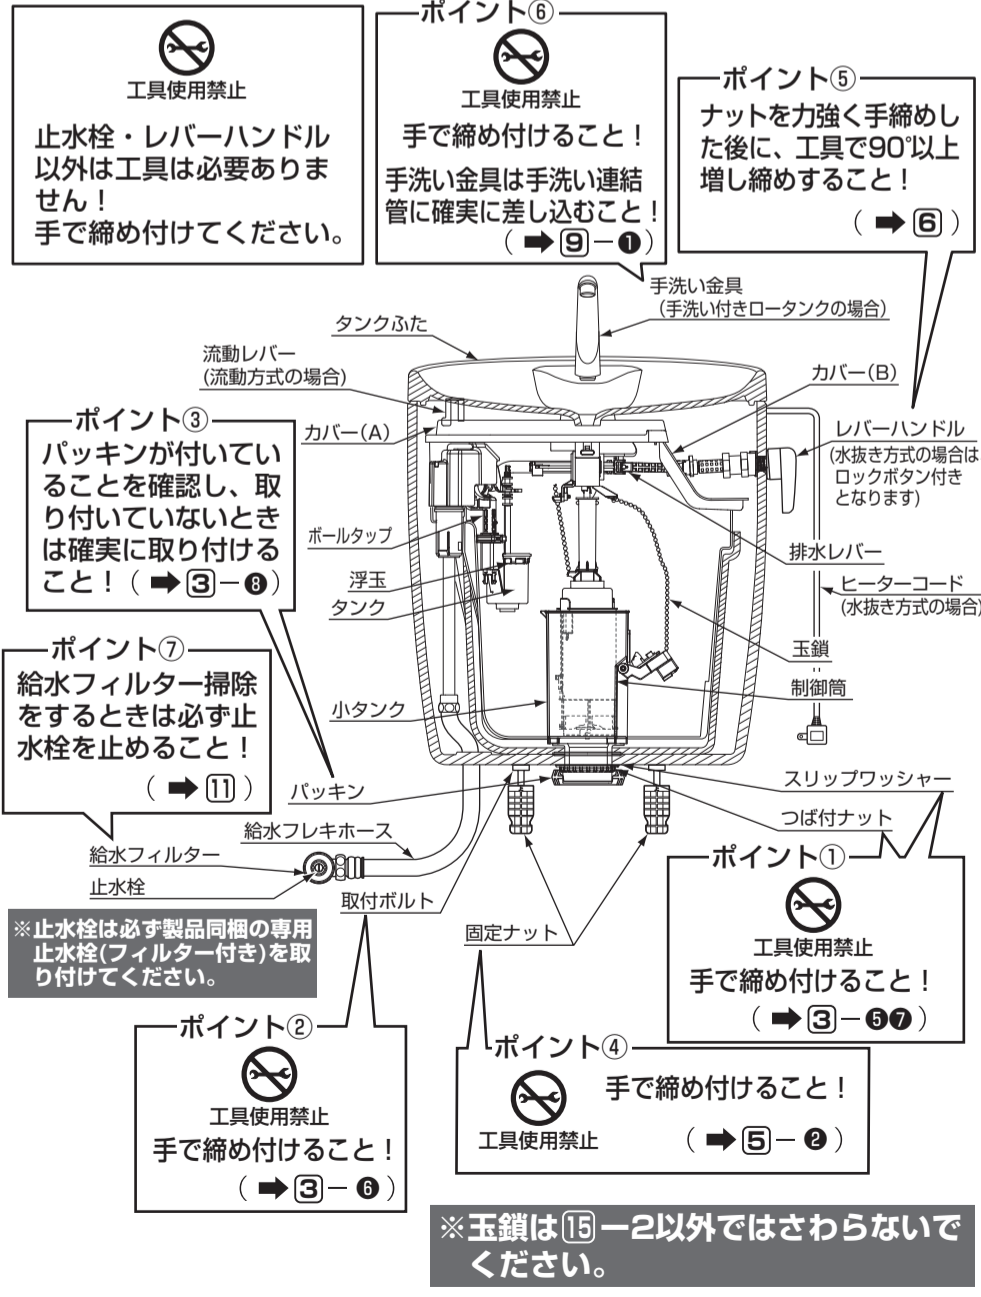 工具使用禁止
止水栓・レバーハンドル
以外は工具は必要ありま
せん！
手で締め付けてください。
ポイント⑥
工具使用禁止
手で締め付けること！
手洗い金具は手洗い連結
管に確実に差し込むこと！
（➡9－❶）
ポイント⑤
ナットを力強く手締めし
た後に、工具で90°以上
増し締めすること！
（➡6）
手洗い金具
(手洗い付きロータンクの場合)
タンクふた
流動レバー
(流動方式の場合)
カバー(A)
カバー(B)
レバーハンドル
(水抜き方式の場合は
ロックボタン付き
となります)
ポイント③
パッキンが付いてい
ることを確認し、取
り付いていないとき
は確実に取り付ける
こと！（➡3－❽）
ボールタップ
浮玉
タンク
排水レバー
ヒーターコード
(水抜き方式の場合)
玉鎖
制御筒
小タンク
ポイント⑦
給水フィルター掃除
をするときは必ず止
水栓を止めること！
（➡11）
パッキン
スリップワッシャー
つば付ナット
給水フレキホース
給水フィルター
止水栓
取付ボルト
固定ナット
※止水栓は必ず製品同梱の専用
止水栓(フィルター付き)を取
り付けてください。
ポイント①
工具使用禁止
手で締め付けること！
（➡3－❺❼）
ポイント②
工具使用禁止
手で締め付けること！
（➡3－❻）
ポイント④
工具使用禁止
手で締め付けること！
（➡5－❷）
※玉鎖は15ー2以外ではさわらないで
ください。